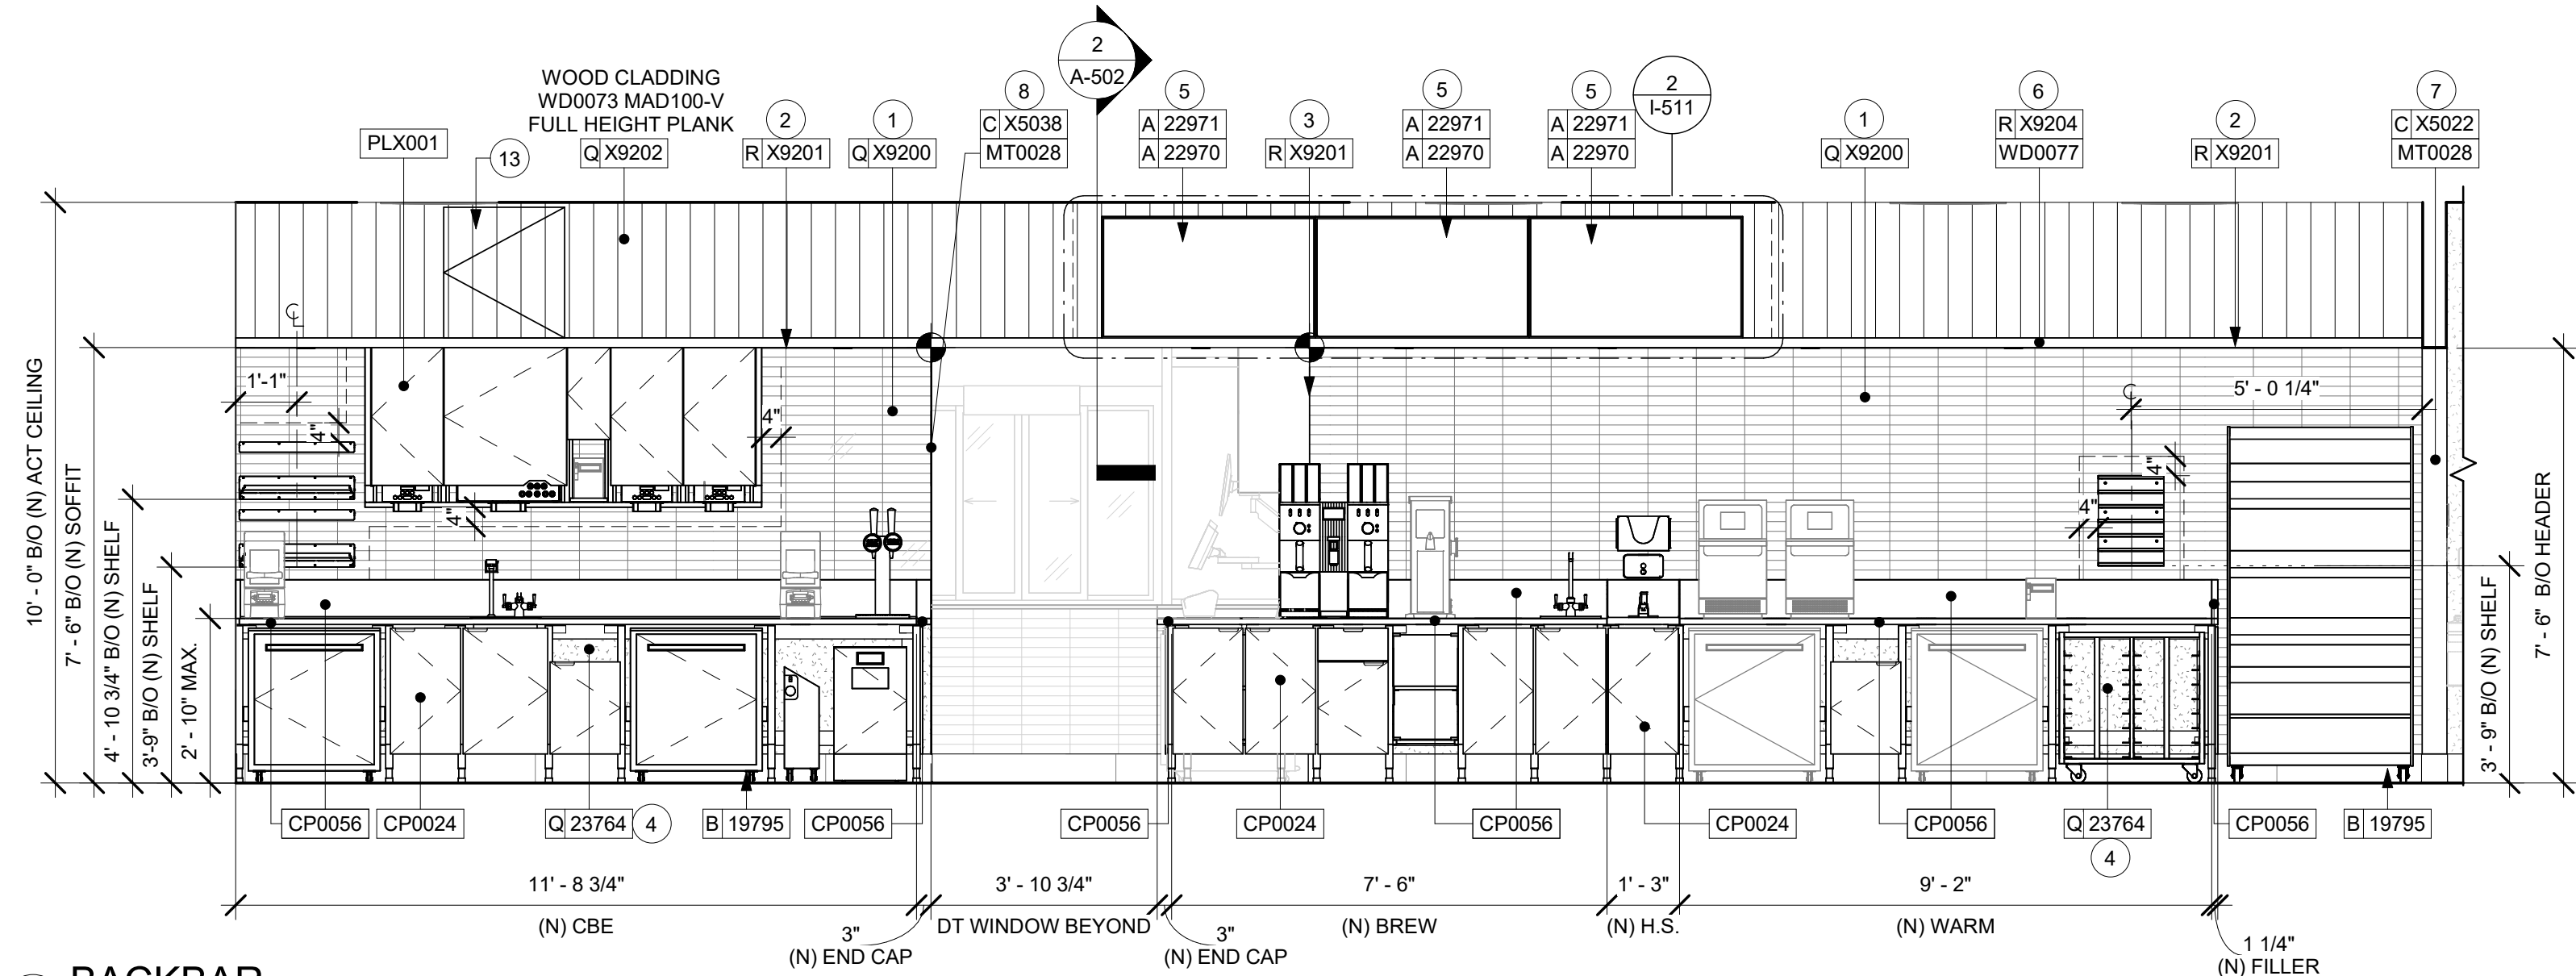 2
A-502
WOOD CLADDING
WD0073 MAD100-V
FULL HEIGHT PLANK
Q X9202
PLX001
13
2
R X9201
1
Q X9200
8
C X5038
MT0028
5
A 22971
A 22970
3
R X9201
5
A 22971
A 22970
5
A 22971
A 22970
2
I-511
1
Q X9200
6
R X9204
WD0077
2
R X9201
7
C X5022
MT0028
10' - 0" B/O (N) ACT CEILING
7' - 6" B/O (N) SOFFIT
4' - 10 3/4" B/O (N) SHELF
3'-9" B/O (N) SHELF
2' - 10" MAX.
1'-1"
4"
4"
4"
5' - 0 1/4"
4"
4"
3' - 9" B/O (N) SHELF
7' - 6" B/O HEADER
CP0056
CP0024
Q 23764
4
B 19795
CP0056
CP0056
CP0024
CP0056
CP0024
CP0056
Q 23764
4
CP0056
B 19795
11' - 8 3/4"
(N) CBE
3"
(N) END CAP
3' - 10 3/4"
DT WINDOW BEYOND
3"
(N) END CAP
7' - 6"
(N) BREW
1' - 3"
(N) H.S.
9' - 2"
(N) WARM
1 1/4"
(N) FILLER
BACKBAR